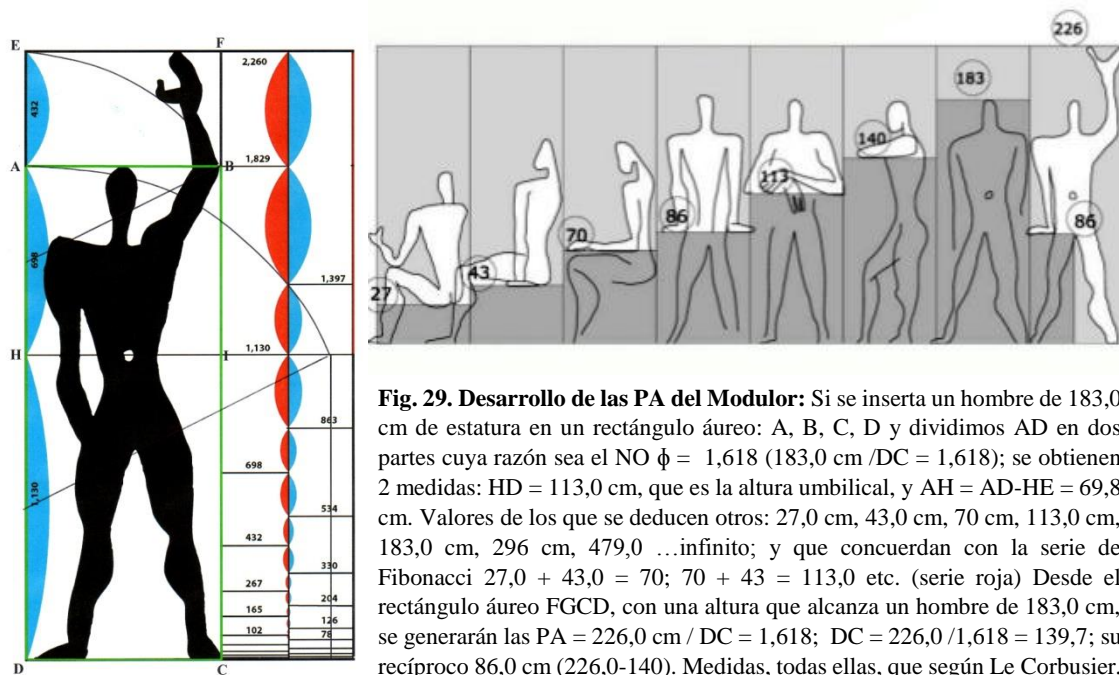 E F
2,260
432
A B
1,829
698
1,397
H I
1,130
863
698
1,130
534
432
330
267
204
165
126
102
78
D C
226
183
140
113
86
86
70
43
27
Fig. 29. Desarrollo de las PA del Modulor: Si se inserta un hombre de 183,0
cm de estatura en un rectángulo áureo: A, B, C, D y dividimos AD en dos
partes cuya razón sea el NO ϕ = 1,618 (183,0 cm /DC = 1,618); se obtienen
2 medidas: HD = 113,0 cm, que es la altura umbilical, y AH = AD-HE = 69,8
cm. Valores de los que se deducen otros: 27,0 cm, 43,0 cm, 70 cm, 113,0 cm,
183,0 cm, 296 cm, 479,0 …infinito; y que concuerdan con la serie de
Fibonacci 27,0 + 43,0 = 70; 70 + 43 = 113,0 etc. (serie roja) Desde el
rectángulo áureo FGCD, con una altura que alcanza un hombre de 183,0 cm,
se generarán las PA = 226,0 cm / DC = 1,618; DC = 226,0 /1,618 = 139,7; su
recíproco 86,0 cm (226,0-140). Medidas, todas ellas, que según Le Corbusier.